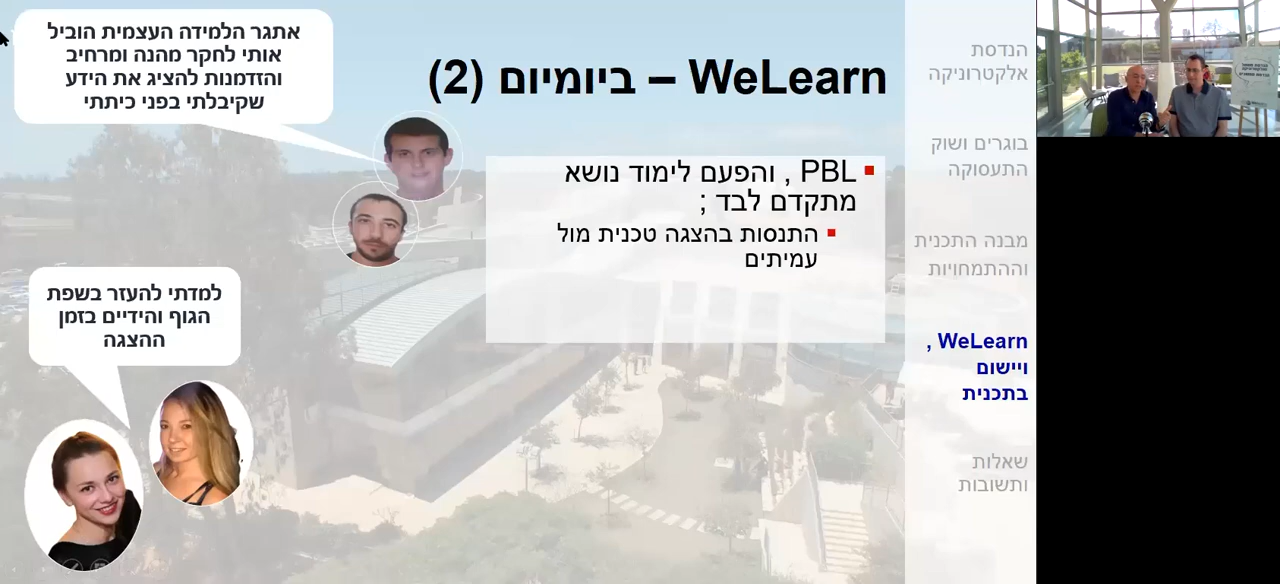 WeLearn – ביומיום (2)
PBL , והפעם לימוד נושא
מתקדם לבד ;
התנסות בהצגה טכנית מול
עמיתים
אתגר הלמידה העצמית הוביל
אותי לחקר מהנה ומרחיב
והזדמנות להציג את הידע
שקיבלתי בפני כיתתי
למדתי להעזר בשפת
הגוף והידיים בזמן
ההצגה
הנדסת
אלקטרוניקה
בוגרים ושוק
התעסוקה
מבנה התכנית
וההתמחויות
WeLearn ,
ויישום
בתכנית
שאלות
ותשובות